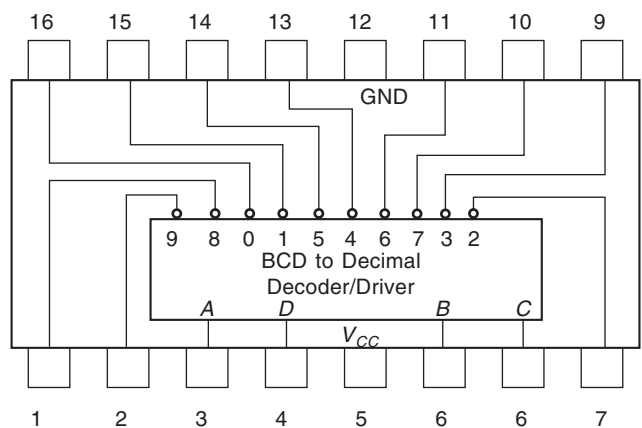 16 15 14 13 12 11 10 9
GND
9 8 0 1 5 4 6 7 3 2
BCD to Decimal
Decoder/Driver
A D B C
VCC
1 2 3 4 5 6 6 7